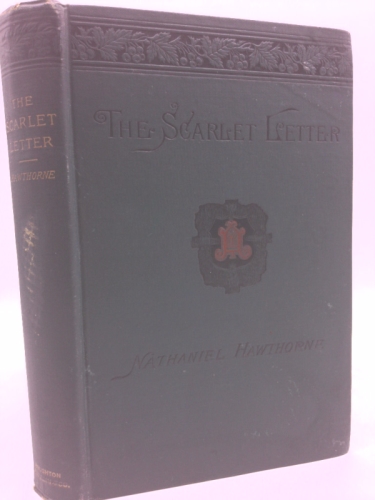 THE
SCARLET
LETTER
HAWTHORNE
THE SCARLET LETTER
NATHANIEL HAWTHORNE